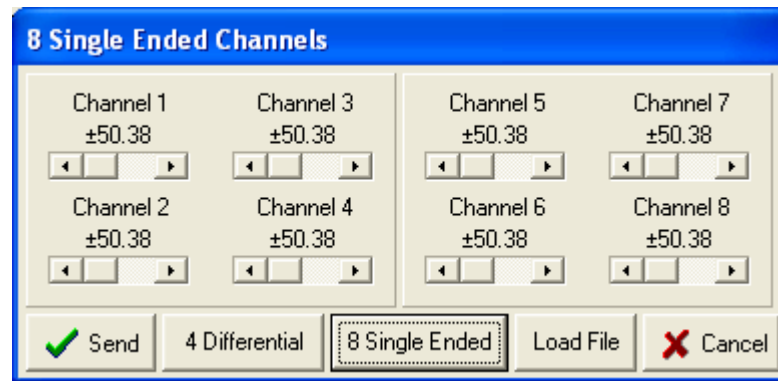 8 Single Ended Channels
Channel 1 Channel 3 Channel 5 Channel 7
±50.38 ±50.38 ±50.38 ±50.38
Channel 2 Channel 4 Channel 6 Channel 8
±50.38 ±50.38 ±50.38 ±50.38
Send 4 Differential 8 Single Ended Load File Cancel